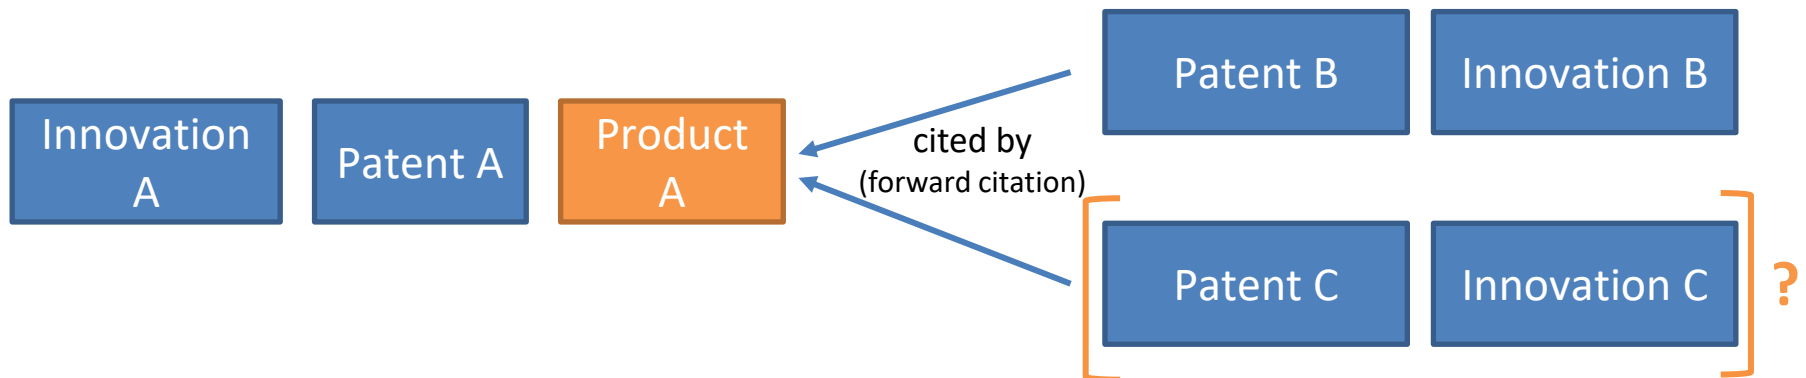 Innovation
A
Patent A
Product
A
cited by
(forward citation)
Patent B
Innovation B
Patent C
Innovation C
?